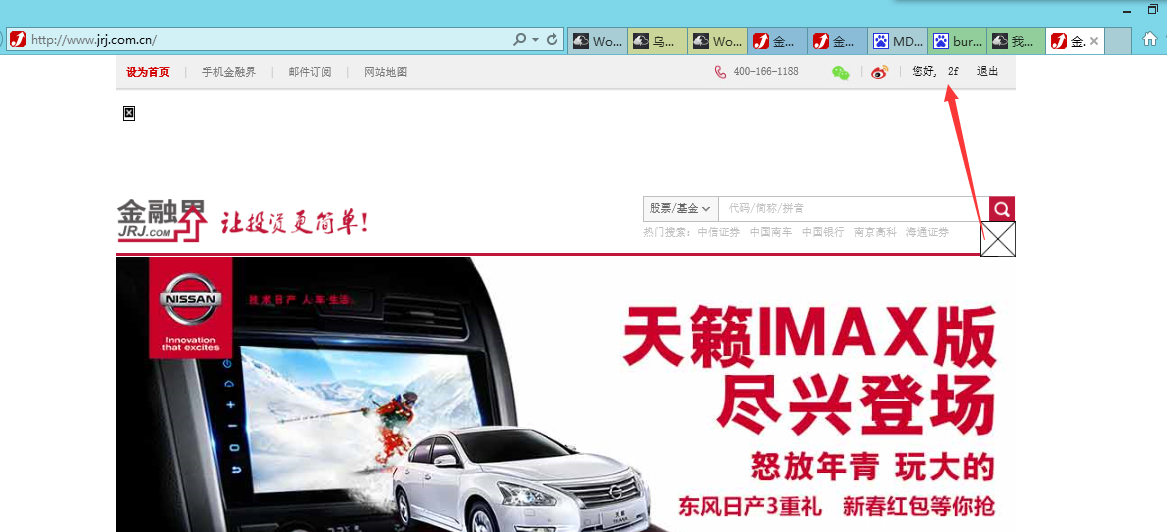 http://www.jrj.com.cn/
Wo...
乌...
Wo...
金...
金...
MD...
bur...
我...
金.
设为首页 | 手机金融界 | 邮件订阅 | 网站地图
400-166-1188
您好, 2f 退出
金融界
JRJ.COM
让投资更简单!
股票/基金
代码/简称/拼音
热门搜索: 中信证券 中国南车 中国银行 南京高科 海通证券
NISSAN
技术日产 人·车·生活
Innovation
that excites
天籁IMAX版
尽兴登场
怒放年青 玩大的
东风日产3重礼 新春红包等你抢